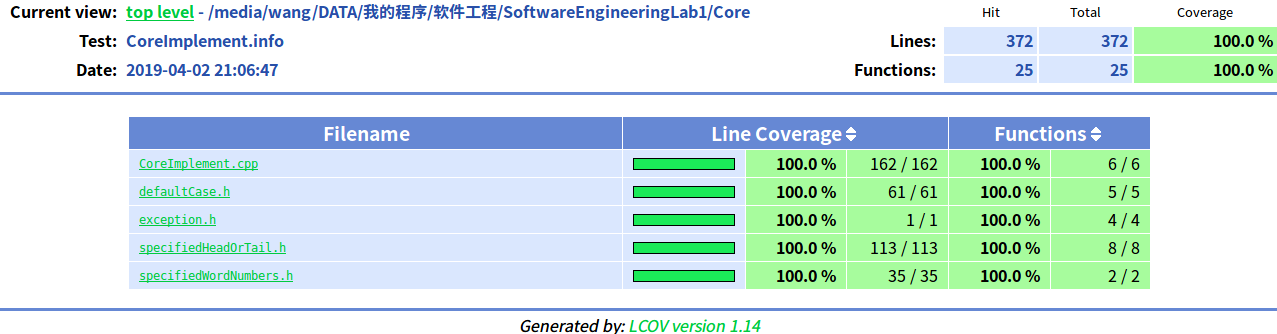 Current view: top level - /media/wang/DATA/我的程序/软件工程/SoftwareEngineeringLab1/Core Hit Total Coverage
Test: CoreImplement.info Lines: 372 372 100.0 %
Date: 2019-04-02 21:06:47 Functions: 25 25 100.0 %
Filename Line Coverage Functions
CoreImplement.cpp 100.0 % 162 / 162 100.0 % 6 / 6
defaultCase.h 100.0 % 61 / 61 100.0 % 5 / 5
exception.h 100.0 % 1 / 1 100.0 % 4 / 4
specifiedHeadOrTail.h 100.0 % 113 / 113 100.0 % 8 / 8
specifiedWordNumbers.h 100.0 % 35 / 35 100.0 % 2 / 2
Generated by: LCOV version 1.14